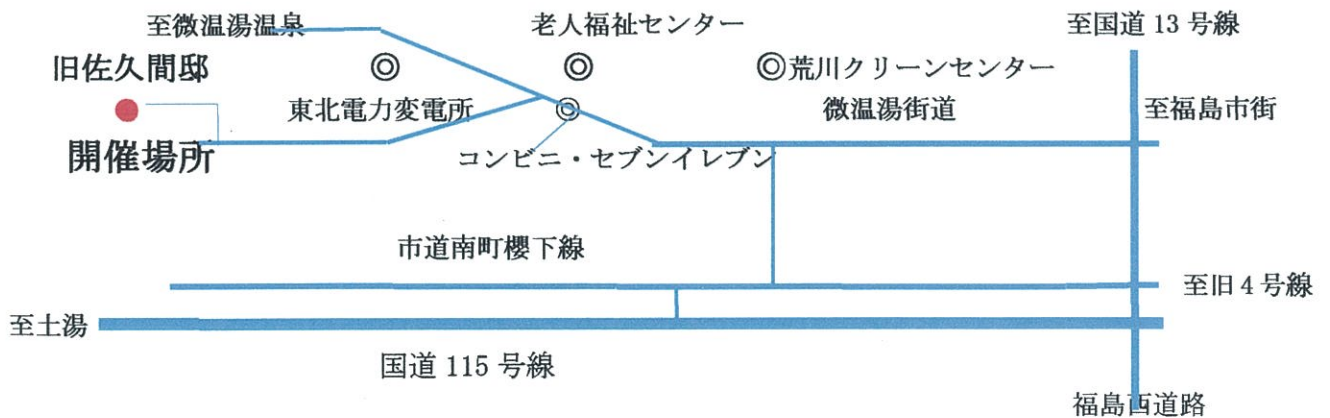 至微温湯温泉
老人福祉センター
至国道 13 号線
旧佐久間邸
◎荒川クリーンセンター
東北電力変電所
微温湯街道
至福島市街
開催場所
コンビニ・セブンイレブン
市道南町櫻下線
至旧 4 号線
至土湯
国道 115 号線
福島西道路